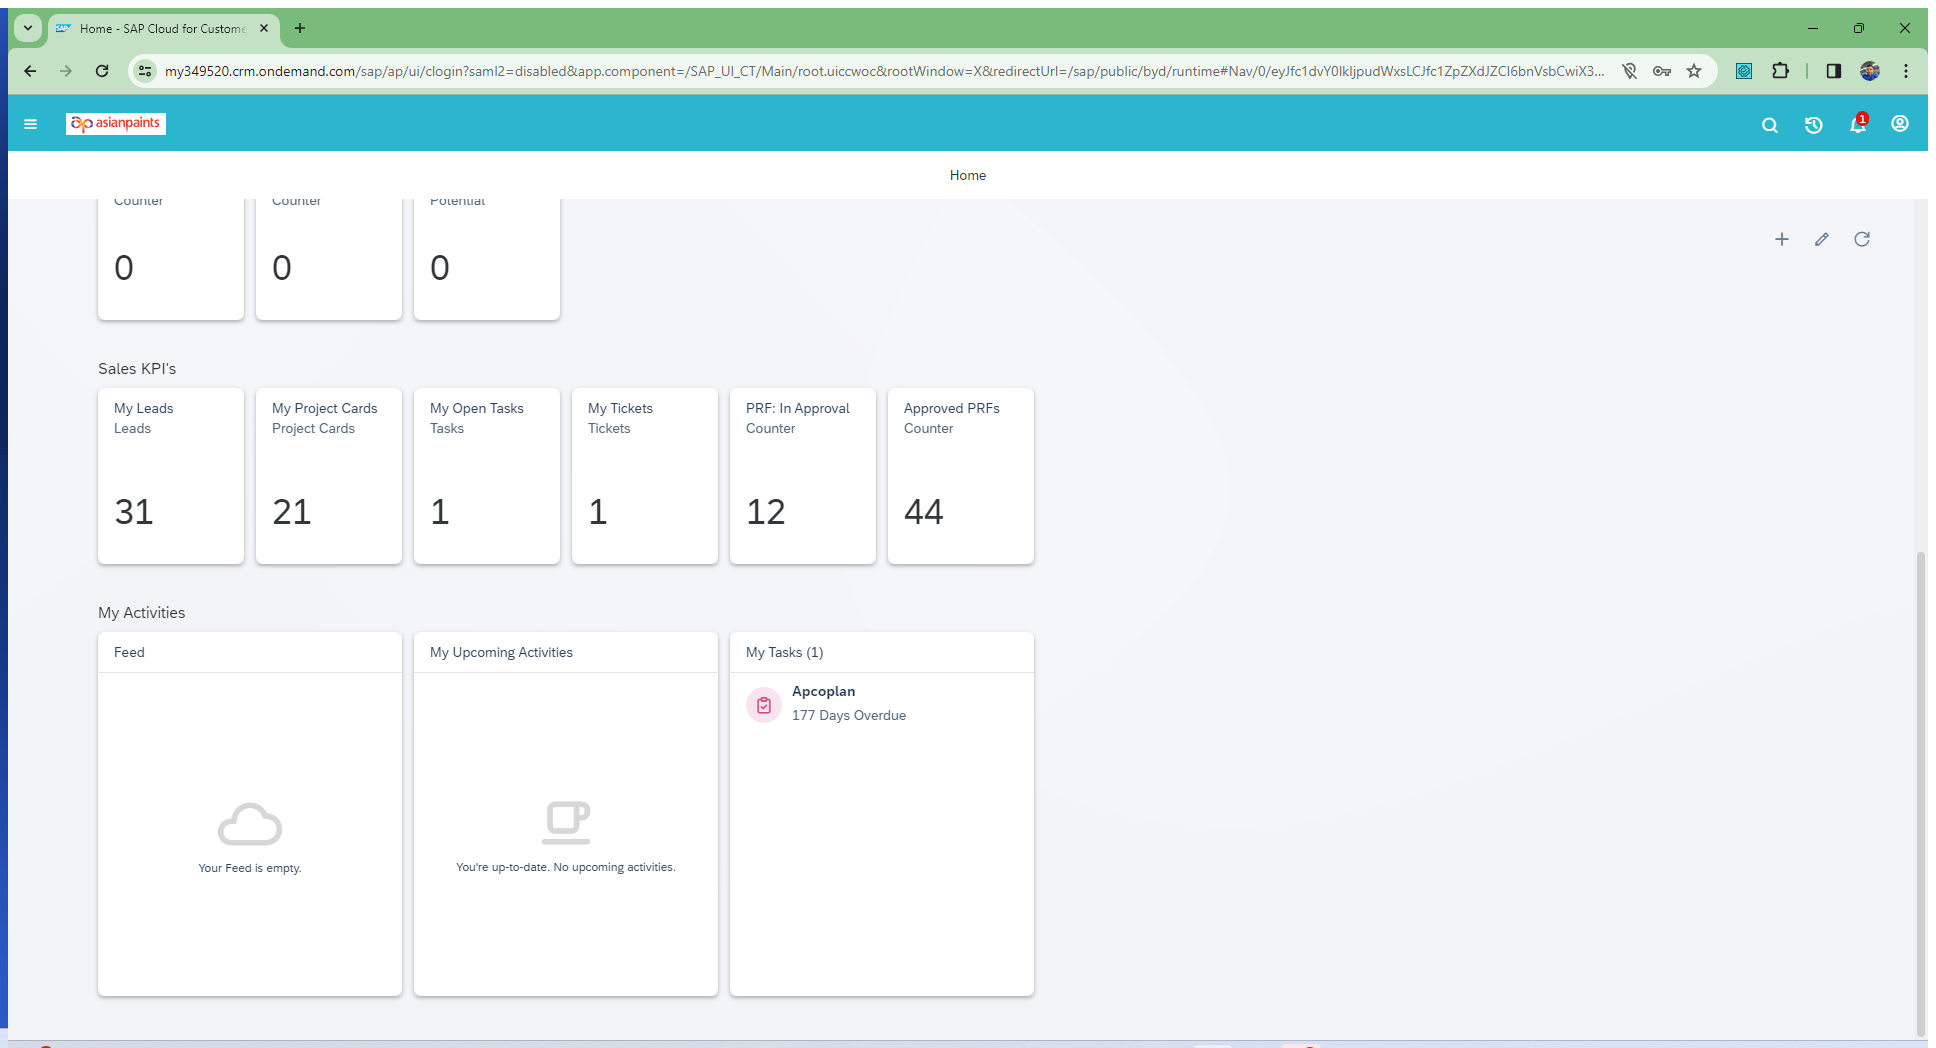 Home - SAP Cloud for Custome
my349520.crm.ondemand.com/sap/ap/ui/clogin?saml2=disabled&app.component=/SAP_UI_CT/Main/root.uiccwoc&rootWindow=X&redirectUrl=/sap/public/byd/runtime#Nav/0/eyJfc1dvY0lkIjpudWxsLCJfc1ZpZXdJZCI6bnVsbCwiX3...
asianpaints
1
Home
Counter Counter Potential
0 0 0
Sales KPI's
My Leads My Project Cards My Open Tasks My Tickets PRF: In Approval Approved PRFs
Leads Project Cards Tasks Tickets Counter Counter
31 21 1 1 12 44
My Activities
Feed My Upcoming Activities My Tasks (1)
Apcoplan
177 Days Overdue
Your Feed is empty. You're up-to-date. No upcoming activities.